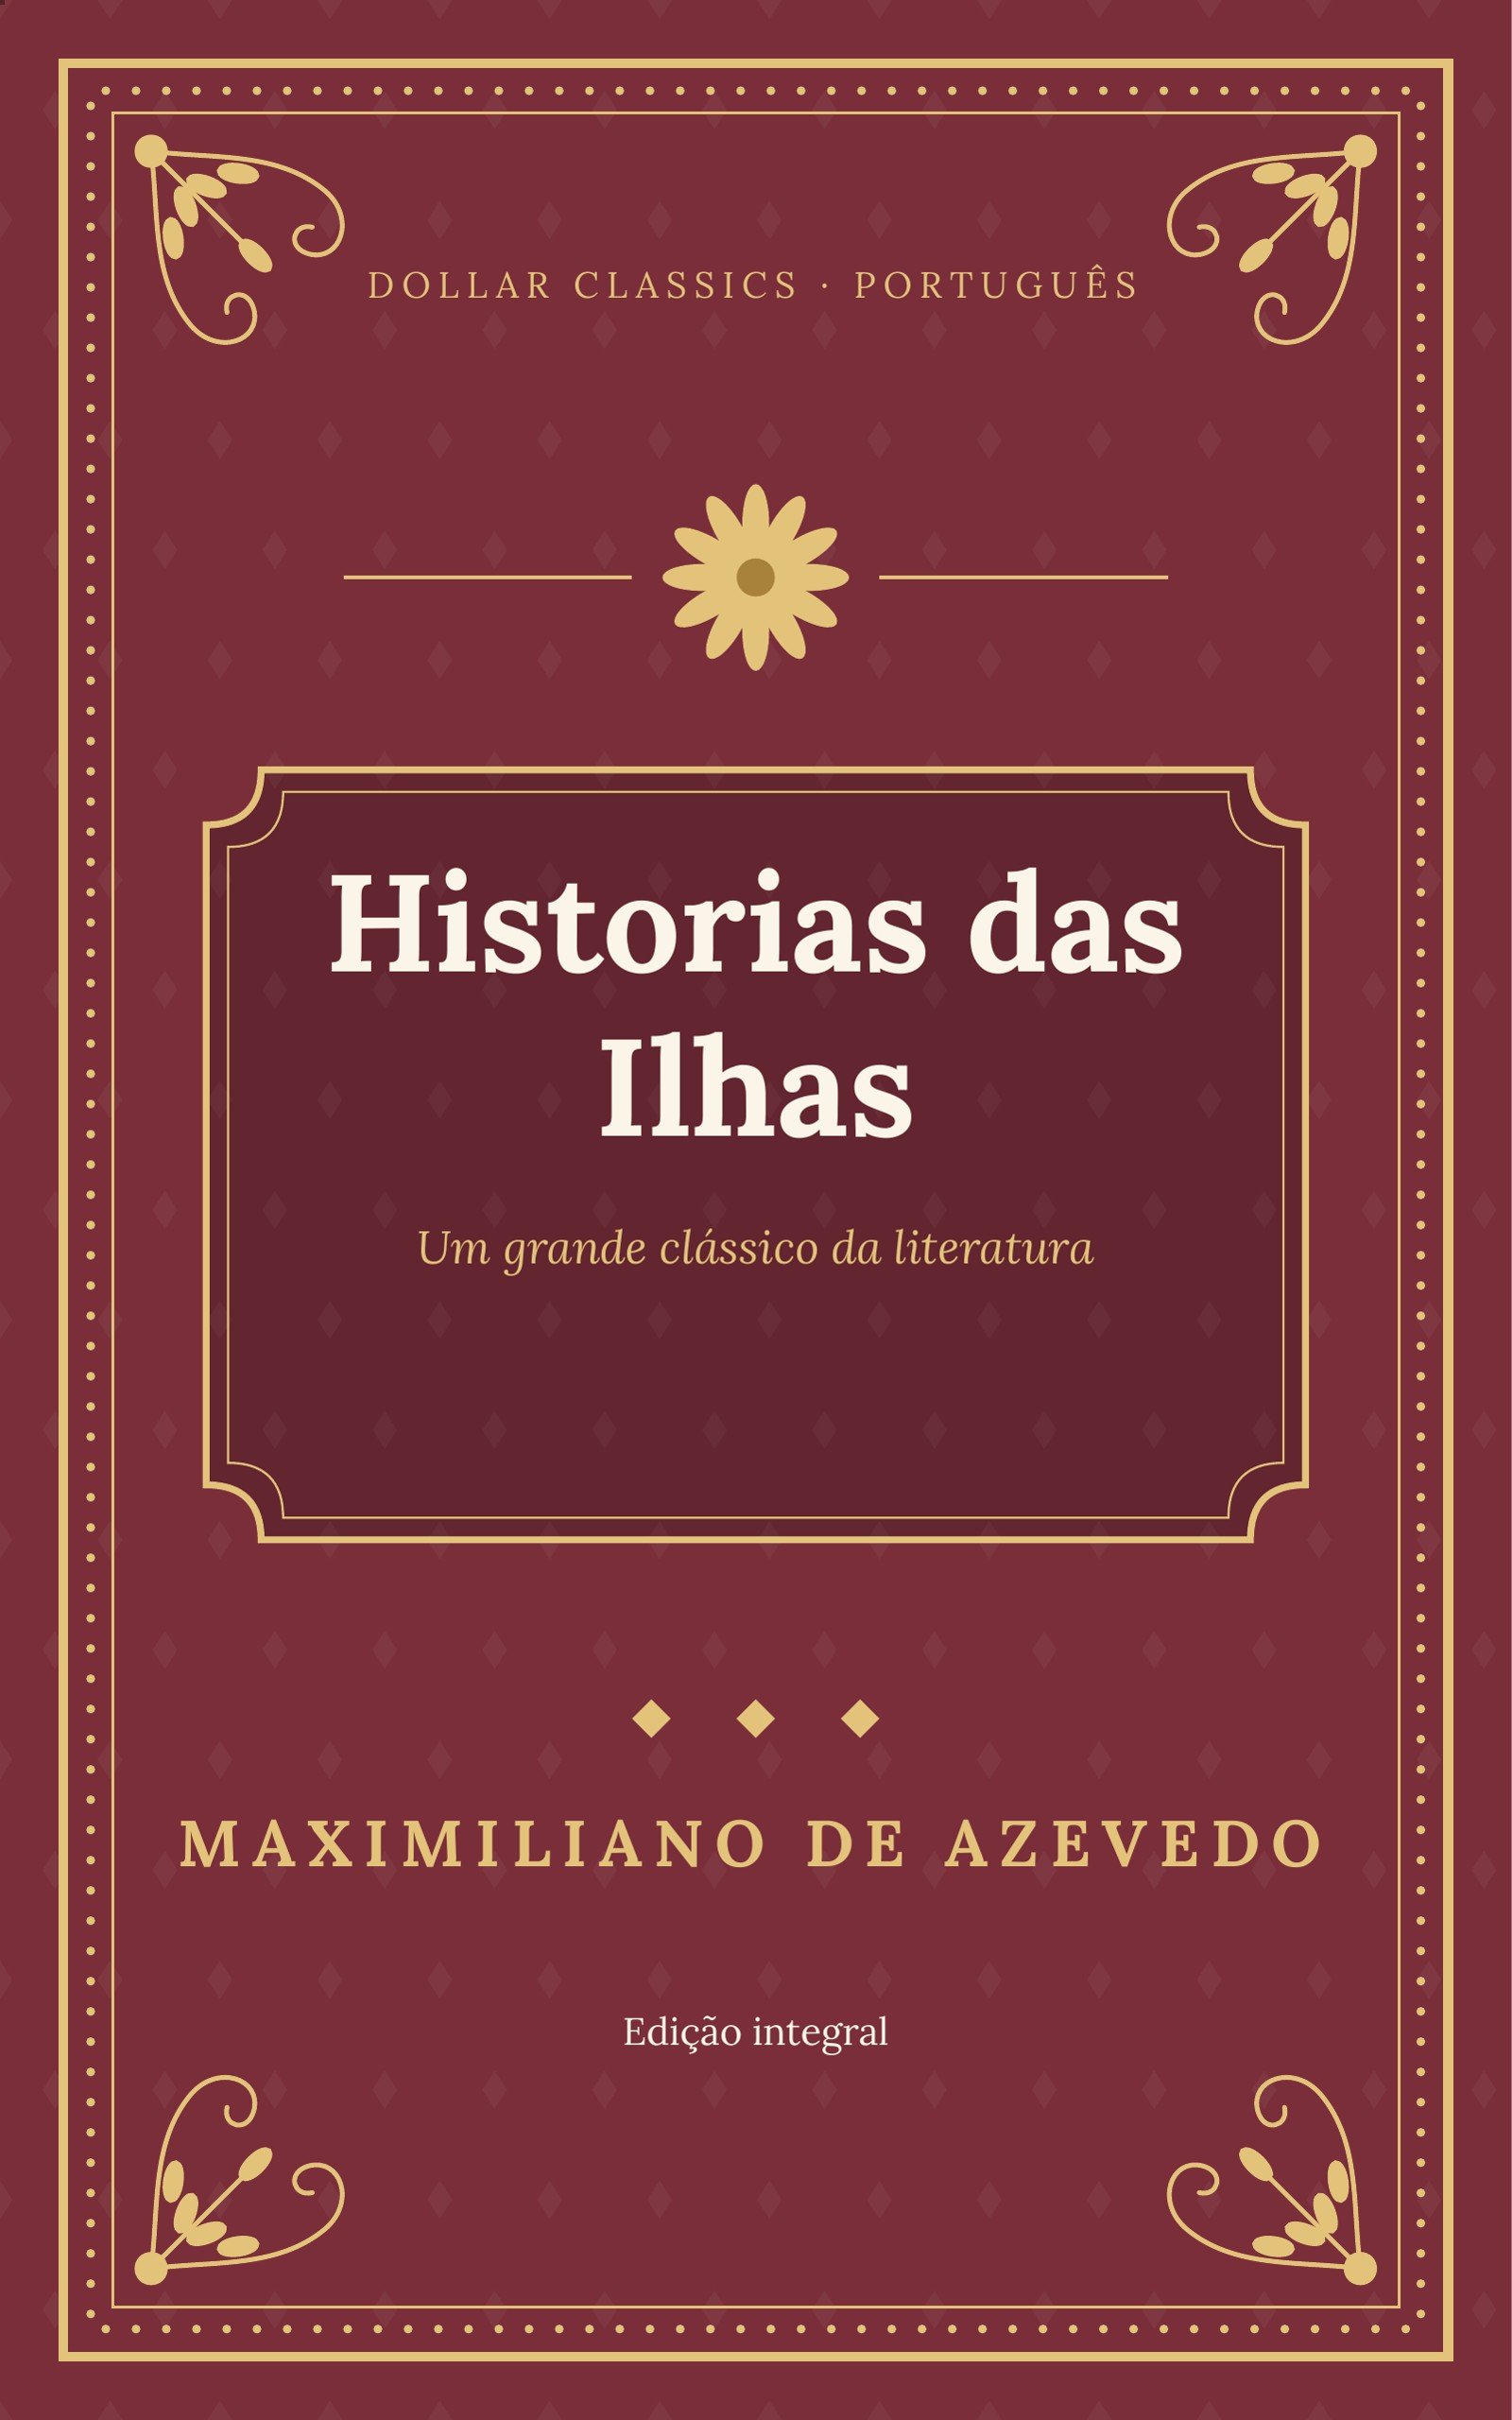 DOLLAR CLASSICS · PORTUGUÊS
Historias das
Ilhas
Um grande clássico da literatura
MAXIMILIANO DE AZEVEDO
Edição integral